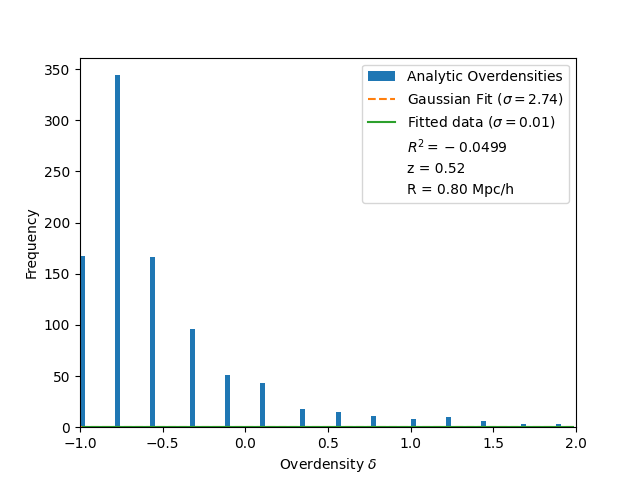 Analytic Overdensities
Gaussian Fit (σ = 2.74)
Fitted data (σ = 0.01)
R² = −0.0499
z = 0.52
R = 0.80 Mpc/h
350
300
250
200
150
100
50
0
Frequency
−1.0 −0.5 0.0 0.5 1.0 1.5 2.0
Overdensity δ